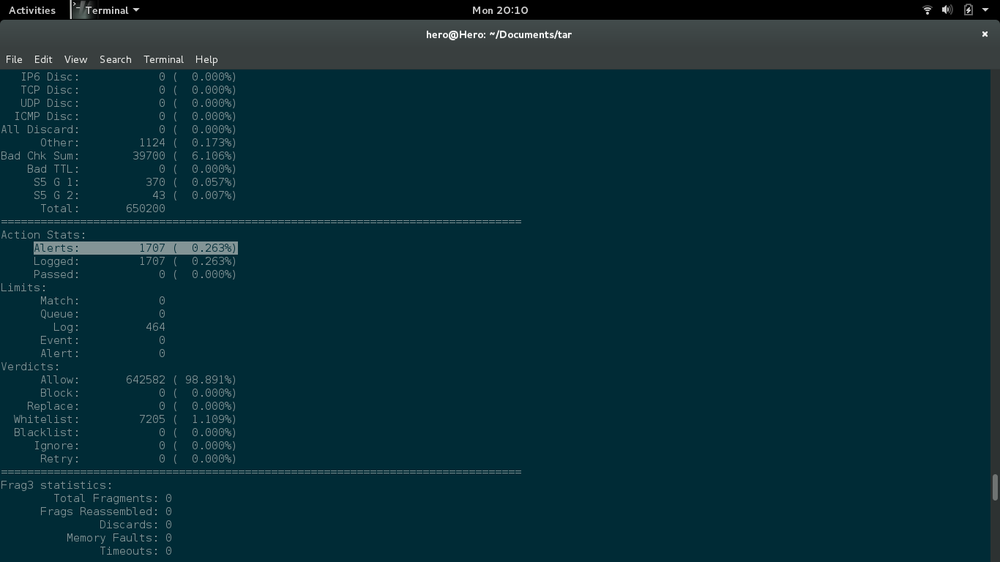 Activities Terminal Mon 20:10
hero@Hero: ~/Documents/tar ×
File Edit View Search Terminal Help
IP6 Disc: 0 ( 0.000%)
TCP Disc: 0 ( 0.000%)
UDP Disc: 0 ( 0.000%)
ICMP Disc: 0 ( 0.000%)
All Discard: 0 ( 0.000%)
Other: 1124 ( 0.173%)
Bad Chk Sum: 39700 ( 6.106%)
Bad TTL: 0 ( 0.000%)
S5 G 1: 370 ( 0.057%)
S5 G 2: 43 ( 0.007%)
Total: 650200
===============================================================================
Action Stats:
Alerts: 1707 ( 0.263%)
Logged: 1707 ( 0.263%)
Passed: 0 ( 0.000%)
Limits:
Match: 0
Queue: 0
Log: 464
Event: 0
Alert: 0
Verdicts:
Allow: 642582 ( 98.891%)
Block: 0 ( 0.000%)
Replace: 0 ( 0.000%)
Whitelist: 7205 ( 1.109%)
Blacklist: 0 ( 0.000%)
Ignore: 0 ( 0.000%)
Retry: 0 ( 0.000%)
===============================================================================
Frag3 statistics:
Total Fragments: 0
Frags Reassembled: 0
Discards: 0
Memory Faults: 0
Timeouts: 0